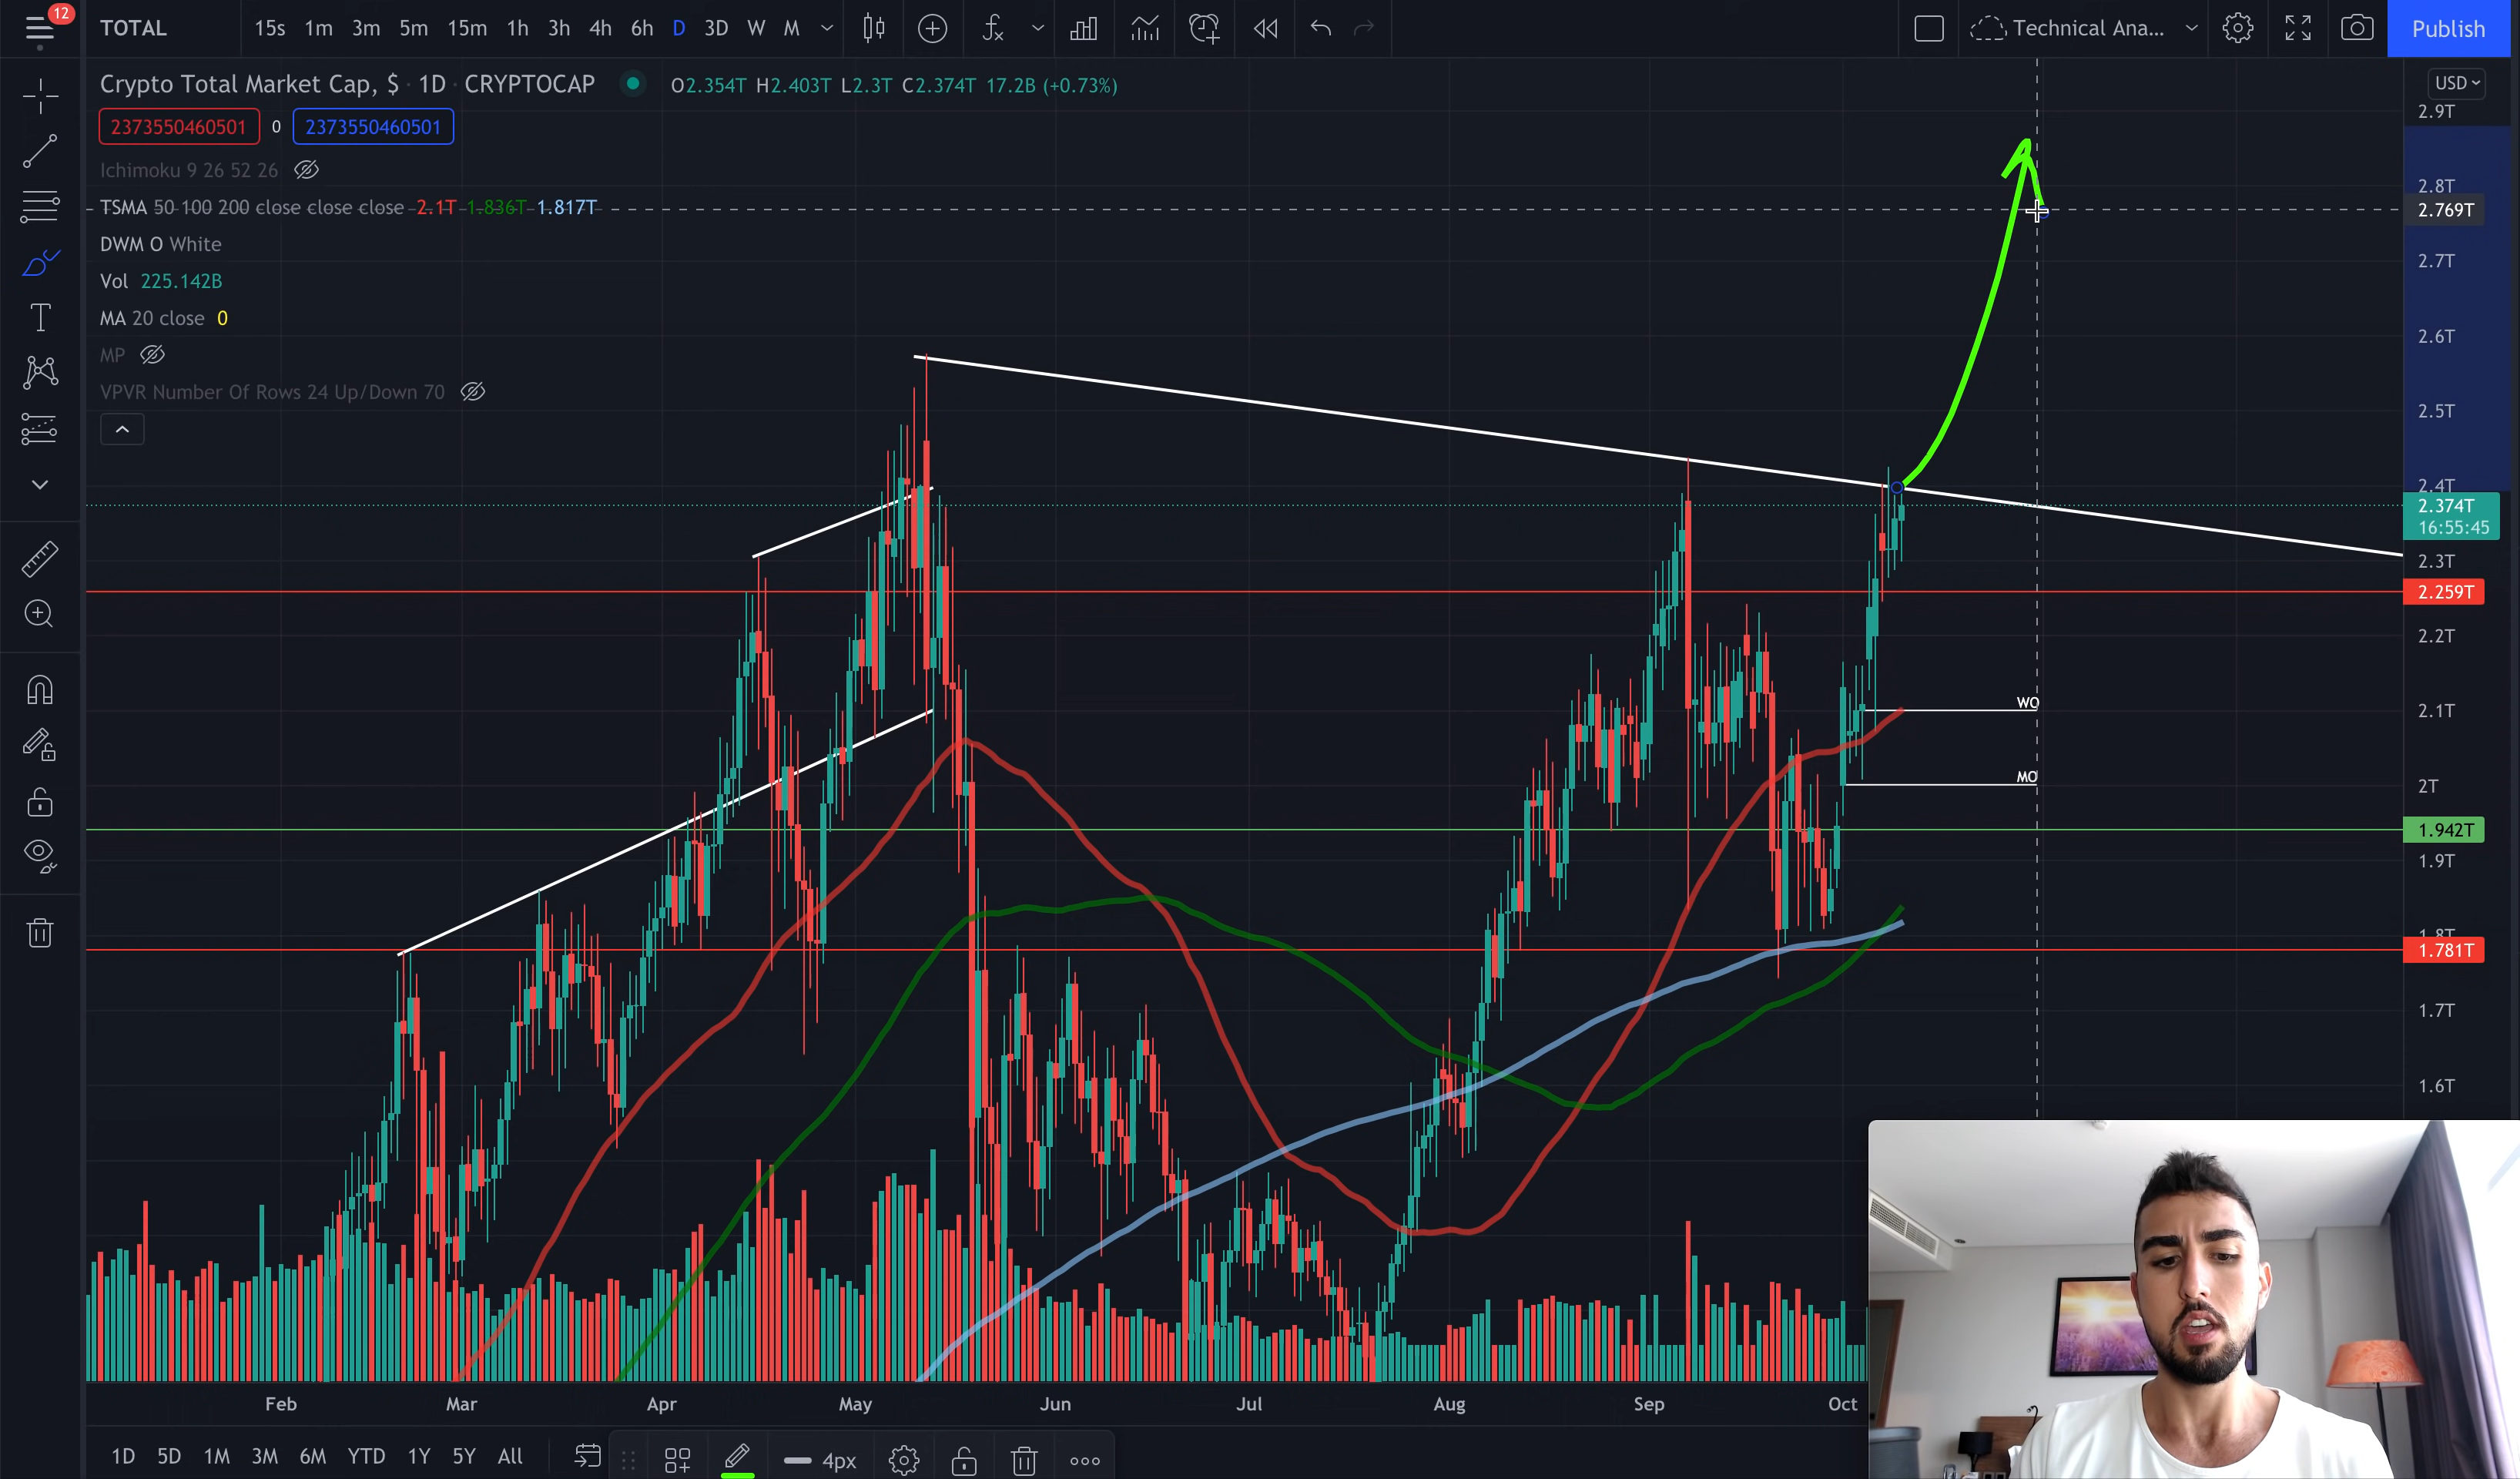 12
TOTAL 15s 1m 3m 5m 15m 1h 3h 4h 6h D 3D W M Technical Ana... Publish
Crypto Total Market Cap, $ · 1D · CRYPTOCAP O2.354T H2.403T L2.3T C2.374T 17.2B (+0.73%)
USD
2373550460501 0 2373550460501
Ichimoku 9 26 52 26
TSMA 50 100 200 close close close 2.1T 1.836T 1.817T
DWM O White
Vol 225.142B
MA 20 close 0
MP
VPVR Number Of Rows 24 Up/Down 70
2.9T
2.8T
2.769T
2.7T
2.6T
2.5T
2.4T
2.374T
16:55:45
2.3T
2.259T
2.2T
WO
2.1T
MO
2T
1.942T
1.9T
1.8T
1.781T
1.7T
1.6T
Feb Mar Apr May Jun Jul Aug Sep Oct
1D 5D 1M 3M 6M YTD 1Y 5Y All 4px